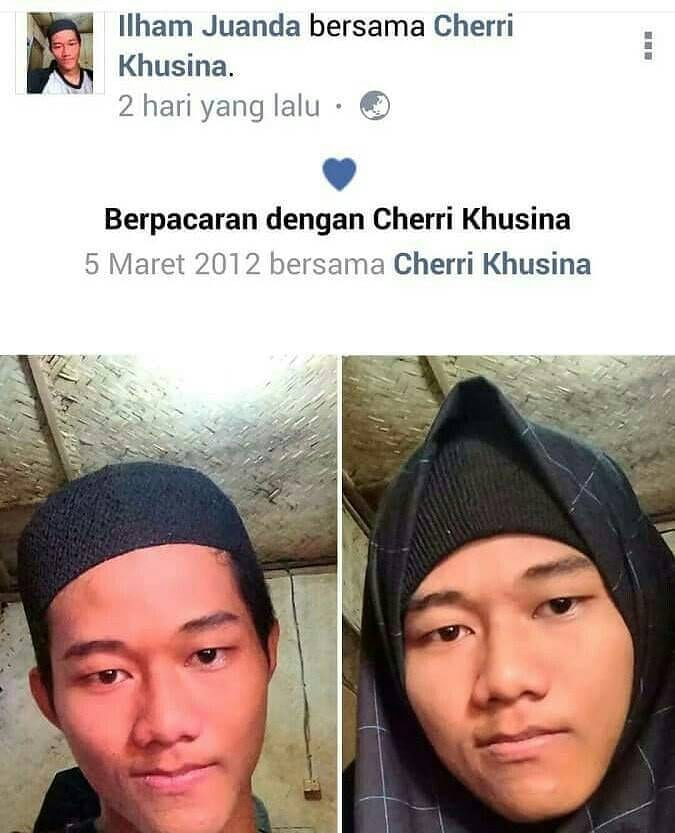 Ilham Juanda bersama Cherri
Khusina.
2 hari yang lalu ·
Berpacaran dengan Cherri Khusina
5 Maret 2012 bersama Cherri Khusina